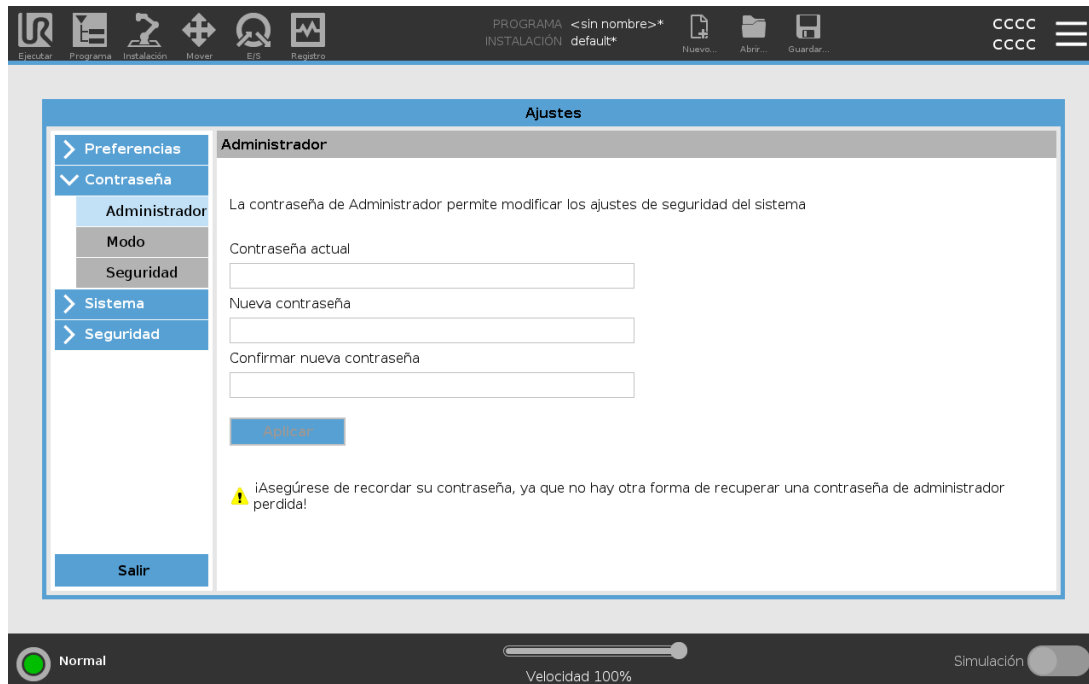 UR
PROGRAMA <sin nombre>*
INSTALACIÓN default*
CCCC
CCCC
Ejecutar Programa Instalación Mover E/S Registro Nuevo... Abrir... Guardar...
Ajustes
Preferencias
Contraseña
Administrador
Modo
Seguridad
Sistema
Seguridad
Salir
Administrador
La contraseña de Administrador permite modificar los ajustes de seguridad del sistema
Contraseña actual
Nueva contraseña
Confirmar nueva contraseña
Aplicar
¡Asegúrese de recordar su contraseña, ya que no hay otra forma de recuperar una contraseña de administrador
perdida!
Normal
Velocidad 100%
Simulación